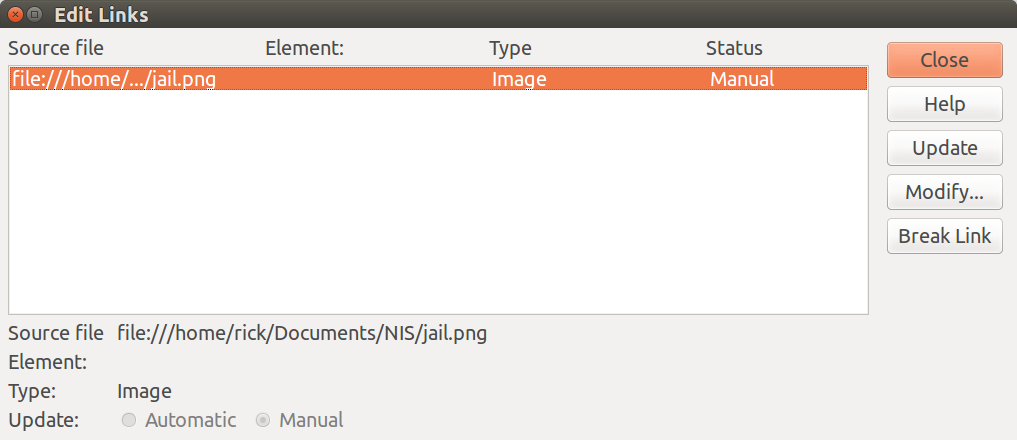 Edit Links
Source file Element: Type Status
file:///home/.../jail.png Image Manual
Close
Help
Update
Modify...
Break Link
Source file file:///home/rick/Documents/NIS/jail.png
Element:
Type: Image
Update: Automatic Manual